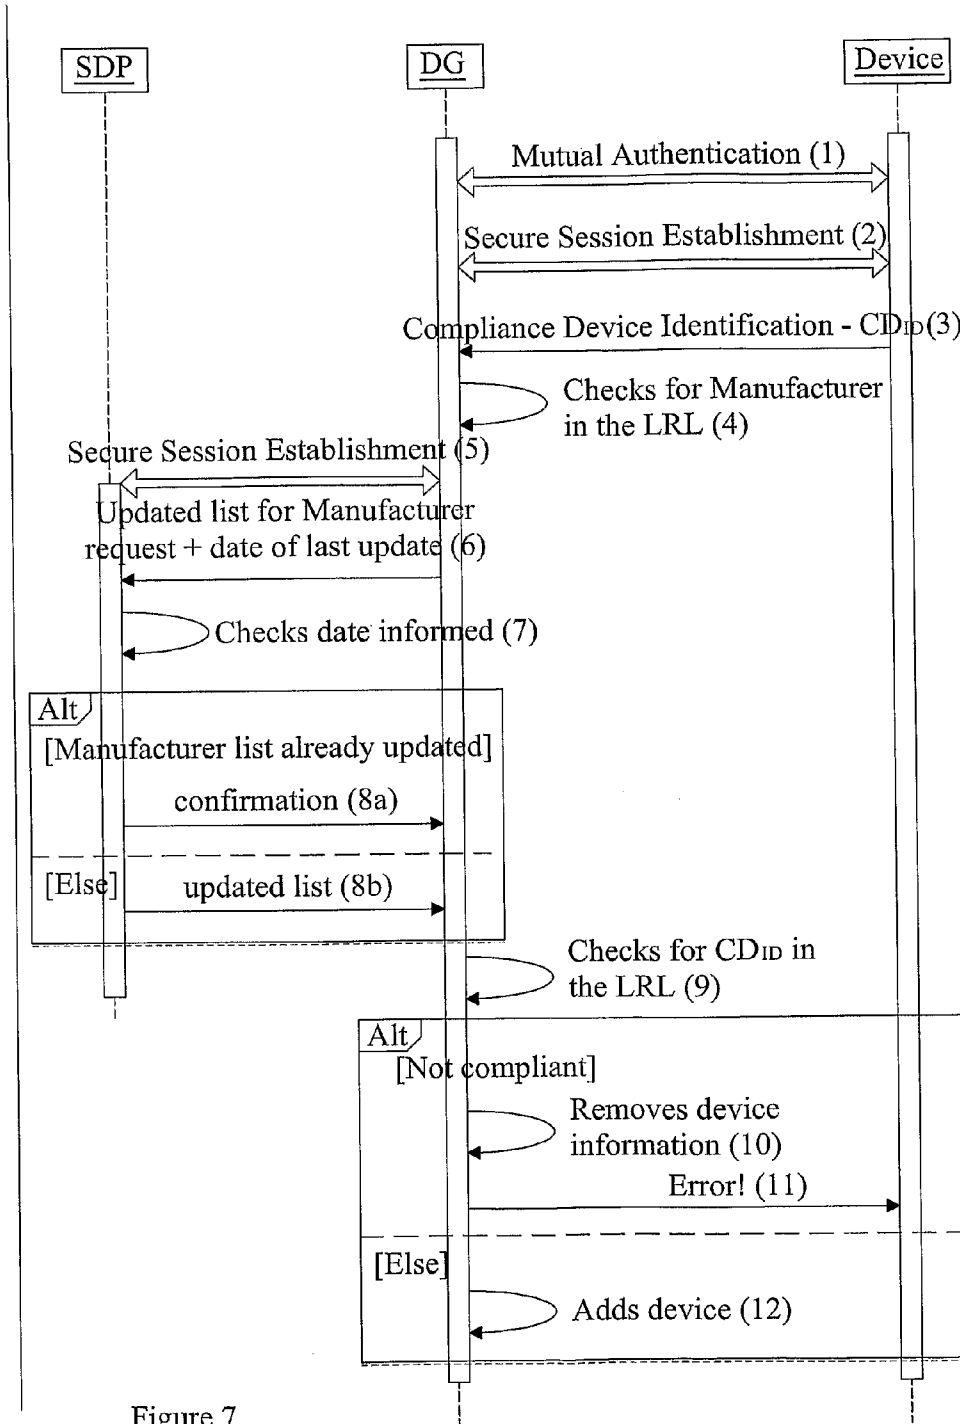 SDP
DG
Device
Mutual Authentication (1)
Secure Session Establishment (2)
Compliance Device Identification - CDID(3)
Checks for Manufacturer
in the LRL (4)
Secure Session Establishment (5)
Updated list for Manufacturer
request + date of last update (6)
Checks date informed (7)
Alt
[Manufacturer list already updated]
confirmation (8a)
[Else]
updated list (8b)
Checks for CDID in
the LRL (9)
Alt
[Not compliant]
Removes device
information (10)
Error! (11)
[Else]
Adds device (12)
Figure 7